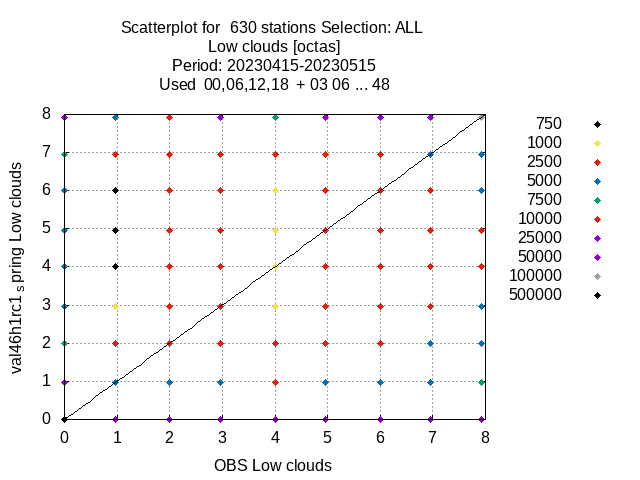 Scatterplot for  630 stations Selection: ALL
Low clouds [octas]
Period: 20230415-20230515
Used  00,06,12,18  + 03 06 ... 48
8
7
6
5
4
3
2
1
0
0 1 2 3 4 5 6 7 8
val46h1rc1 s pring Low clouds
OBS Low clouds
750
1000
2500
5000
7500
10000
25000
50000
100000
500000